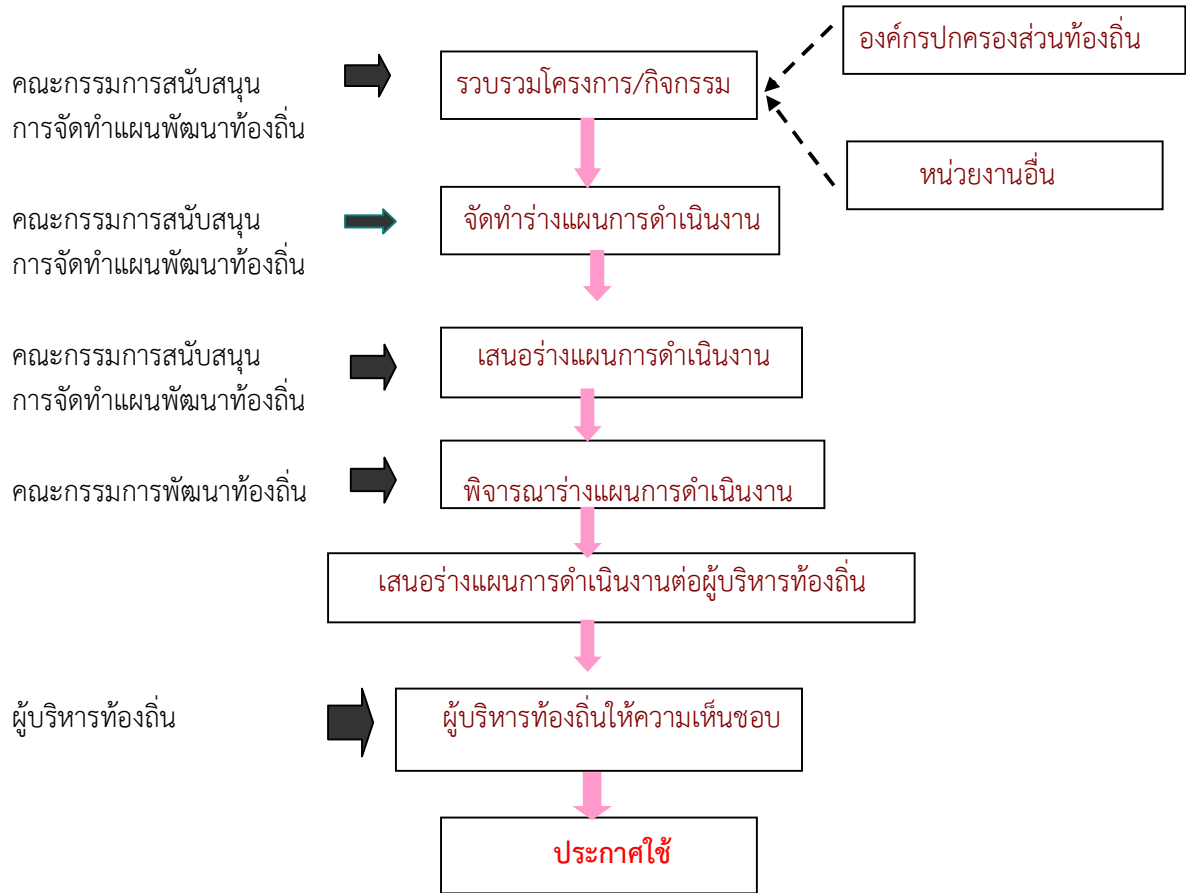 องค์กรปกครองส่วนท้องถิ่น
คณะกรรมการสนับสนุน
การจัดทำแผนพัฒนาท้องถิ่น
รวบรวมโครงการ/กิจกรรม
หน่วยงานอื่น
คณะกรรมการสนับสนุน
การจัดทำแผนพัฒนาท้องถิ่น
จัดทำร่างแผนการดำเนินงาน
คณะกรรมการสนับสนุน
การจัดทำแผนพัฒนาท้องถิ่น
เสนอร่างแผนการดำเนินงาน
คณะกรรมการพัฒนาท้องถิ่น
พิจารณาร่างแผนการดำเนินงาน
เสนอร่างแผนการดำเนินงานต่อผู้บริหารท้องถิ่น
ผู้บริหารท้องถิ่น
ผู้บริหารท้องถิ่นให้ความเห็นชอบ
ประกาศใช้